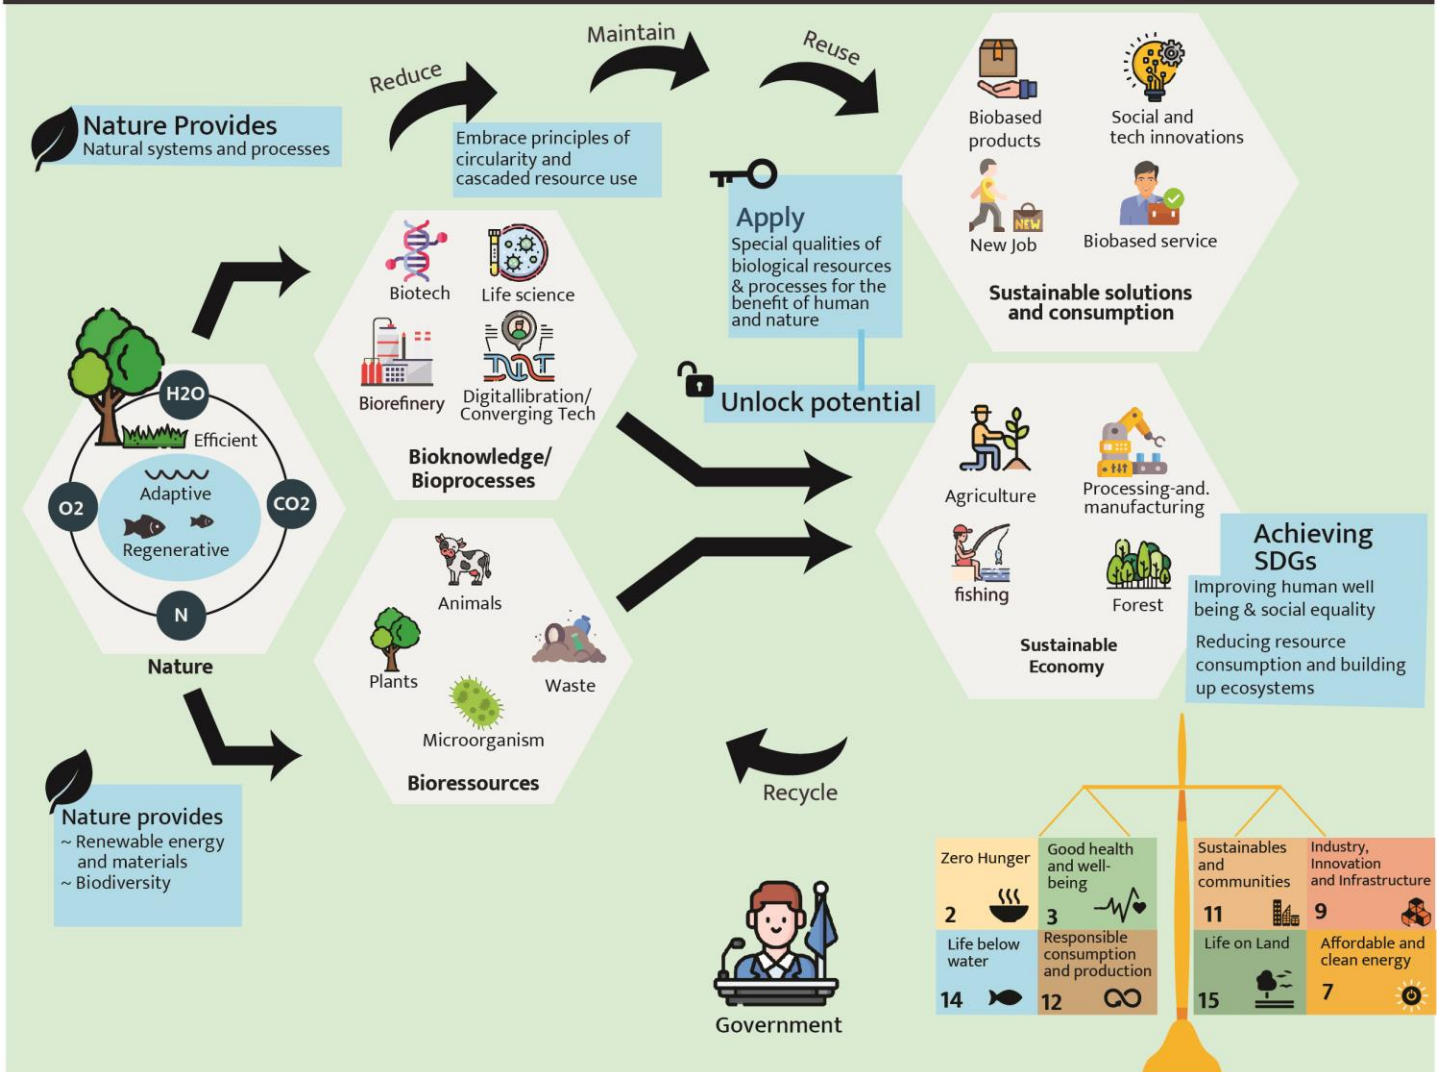 Reduce
Maintain
Reuse
Nature Provides
Natural systems and processes
Embrace principles of
circularity and
cascaded resource use
Apply
Special qualities of
biological resources
& processes for the
benefit of human
and nature
Unlock potential
Biobased
products
Social and
tech innovations
New Job
NEW
Biobased service
Sustainable solutions
and consumption
Biotech
Life science
Biorefinery
Digitallibration/
Converging Tech
Bioknowledge/
Bioprocesses
H2O
Efficient
O2
Adaptive
CO2
Regenerative
N
Nature
Animals
Plants
Waste
Microorganism
Bioressources
Agriculture
Processing-and.
manufacturing
fishing
Forest
Sustainable
Economy
Achieving
SDGs
Improving human well
being & social equality
Reducing resource
consumption and building
up ecosystems
Nature provides
~ Renewable energy
and materials
~ Biodiversity
Recycle
Government
Zero Hunger
2
Good health
and well-
being
3
Life below
water
14
Responsible
consumption
and production
12
Sustainables
and
communities
11
Industry,
Innovation
and Infrastructure
9
Life on Land
15
Affordable and
clean energy
7